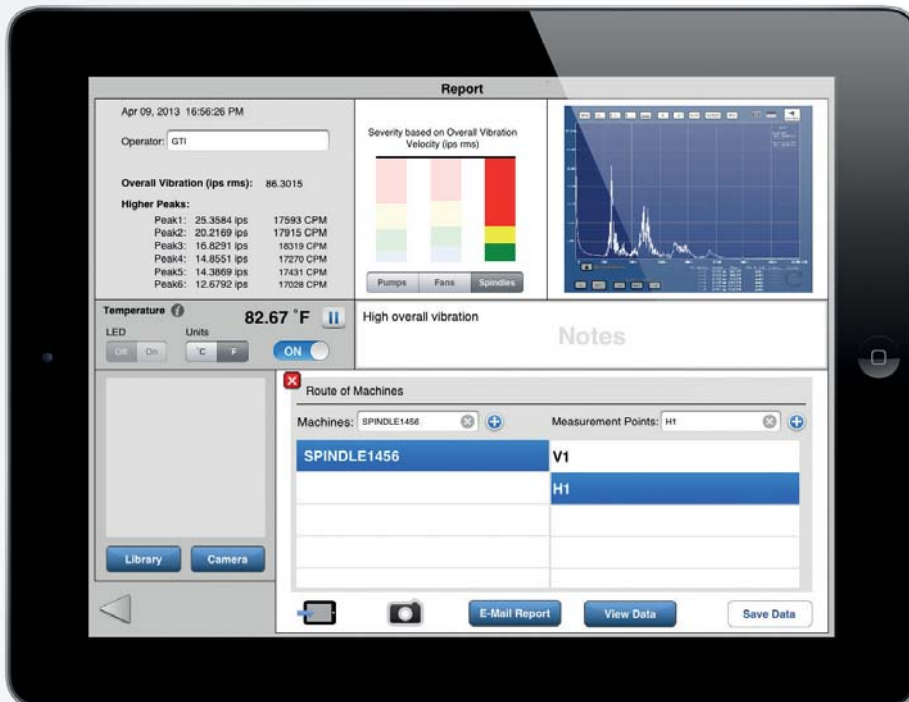 Report
Apr 09, 2013 16:56:26 PM
Operator: GTI
Overall Vibration (ips rms): 86.3015
Higher Peaks:
Peak1: 25.3584 ips 17593 CPM
Peak2: 20.2169 ips 17915 CPM
Peak3: 16.8291 ips 18319 CPM
Peak4: 14.8551 ips 17270 CPM
Peak5: 14.3869 ips 17431 CPM
Peak6: 12.6792 ips 17028 CPM
Severity based on Overall Vibration
Velocity (ips rms)
Pumps Fans Spindles
Temperature i 82.67 °F
LED Units
Off On °C °F ON
High overall vibration
Notes
Route of Machines
Machines: SPINDLE1456 Measurement Points: H1
SPINDLE1456 V1
H1
Library Camera
E-Mail Report View Data Save Data